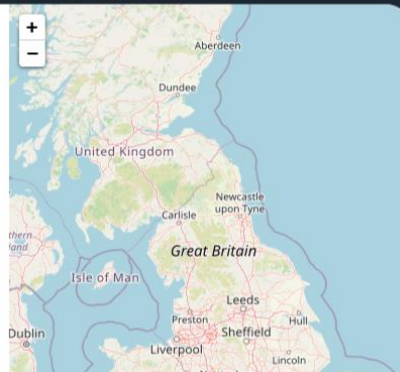 +
−
Aberdeen
Dundee
United Kingdom
Newcastle
upon Tyne
Carlisle
Great Britain
Isle of Man
Leeds
Preston
Hull
Sheffield
Dublin
Liverpool
Lincoln